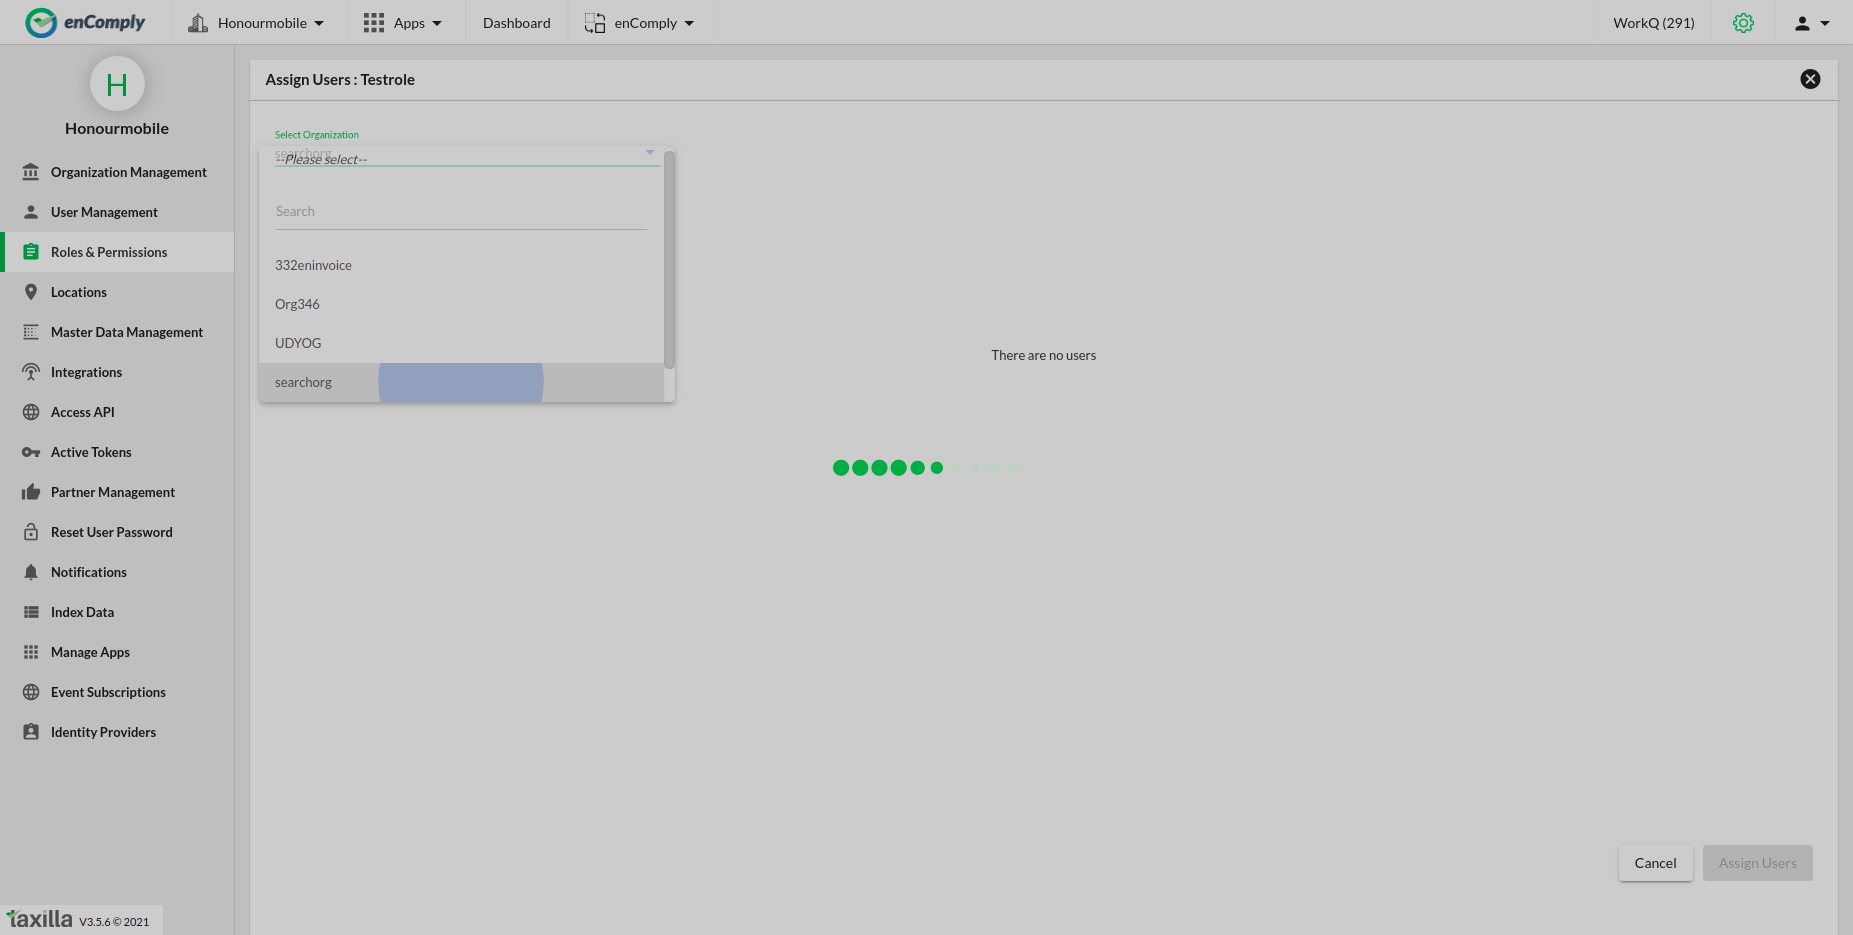 enComply
Honourmobile
Apps
Dashboard
enComply
WorkQ (291)
H
Honourmobile
Organization Management
User Management
Roles & Permissions
Locations
Master Data Management
Integrations
Access API
Active Tokens
Partner Management
Reset User Password
Notifications
Index Data
Manage Apps
Event Subscriptions
Identity Providers
taxilla V3.5.6 © 2021
Assign Users : Testrole
Select Organization
searchorg
--Please select--
Search
332eninvoice
Org346
UDYOG
searchorg
There are no users
Cancel
Assign Users